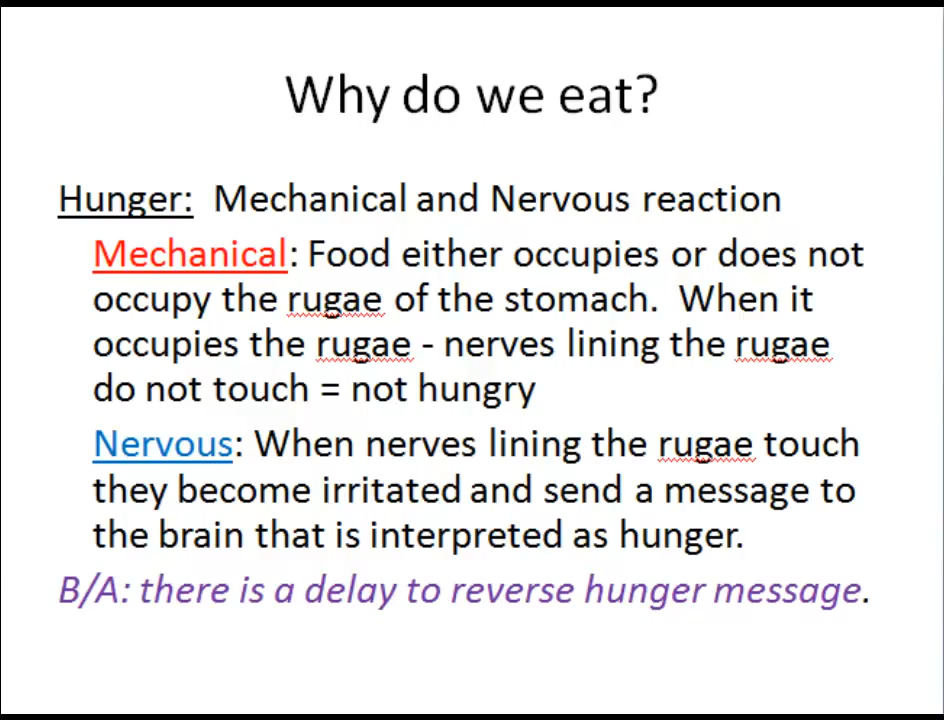 Why do we eat?
Hunger:  Mechanical and Nervous reaction
Mechanical: Food either occupies or does not
occupy the rugae of the stomach.  When it
occupies the rugae - nerves lining the rugae
do not touch = not hungry
Nervous: When nerves lining the rugae touch
they become irritated and send a message to
the brain that is interpreted as hunger.
B/A: there is a delay to reverse hunger message.